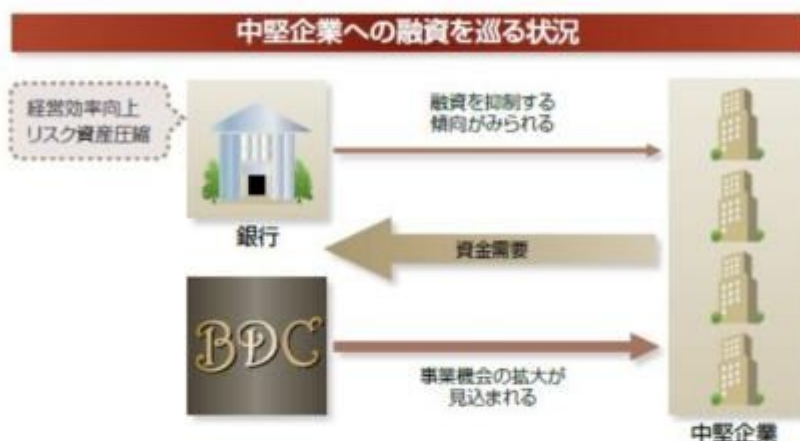 中堅企業への融資を巡る状況
経営効率向上
リスク資産圧縮
融資を抑制する
傾向がみられる
銀行
資金需要
BDC
事業機会の拡大が
見込まれる
中堅企業